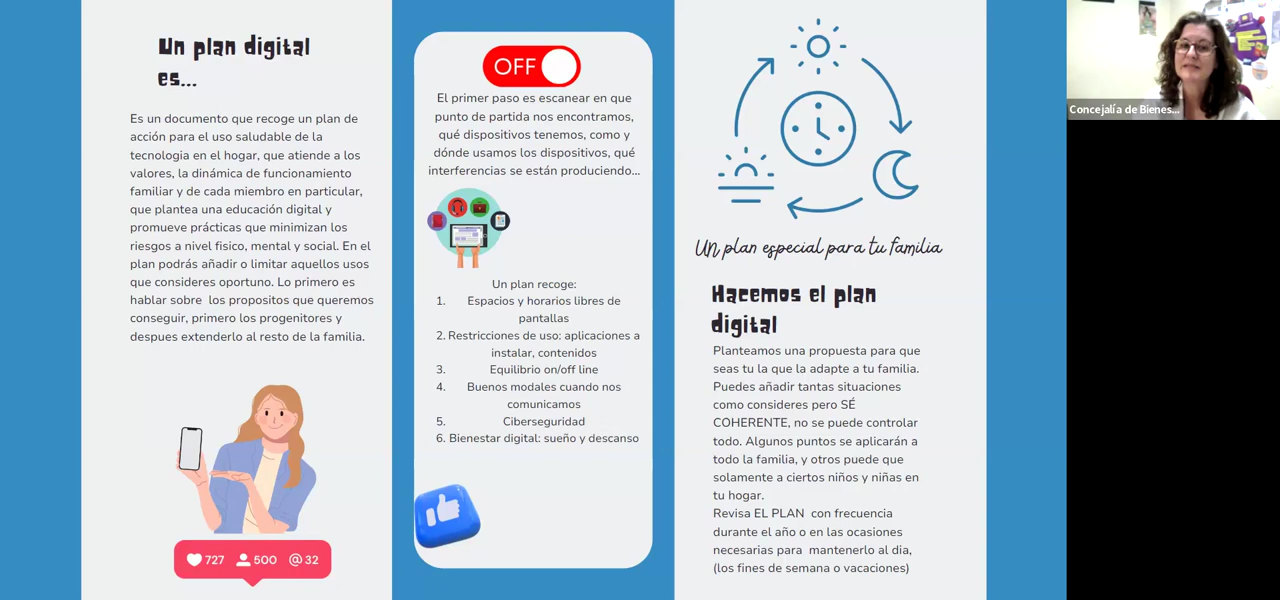 Un plan digital
es...
Es un documento que recoge un plan de
acción para el uso saludable de la
tecnología en el hogar, que atiende a los
valores, la dinámica de funcionamiento
familiar y de cada miembro en particular,
que plantea una educación digital y
promueve prácticas que minimizan los
riesgos a nivel fisico, mental y social. En el
plan podrás añadir o limitar aquellos usos
que consideres oportuno. Lo primero es
hablar sobre los propositos que queremos
conseguir, primero los progenitores y
despues extenderlo al resto de la familia.
727 500 @ 32
OFF
El primer paso es escanear en que
punto de partida nos encontramos,
qué dispositivos tenemos, como y
dónde usamos los dispositivos, qué
interferencias se están produciendo...
Un plan recoge:
1. Espacios y horarios libres de
pantallas
2. Restricciones de uso: aplicaciones a
instalar, contenidos
3. Equilibrio on/off line
4. Buenos modales cuando nos
comunicamos
5. Ciberseguridad
6. Bienestar digital: sueño y descanso
Un plan especial para tu familia
Hacemos el plan
digital
Planteamos una propuesta para que
seas tu la que la adapte a tu familia.
Puedes añadir tantas situaciones
como consideres pero SÉ
COHERENTE, no se puede controlar
todo. Algunos puntos se aplicarán a
todo la familia, y otros puede que
solamente a ciertos niños y niñas en
tu hogar.
Revisa EL PLAN con frecuencia
durante el año o en las ocasiones
necesarias para mantenerlo al dia,
(los fines de semana o vacaciones)
Concejalía de Bienes...